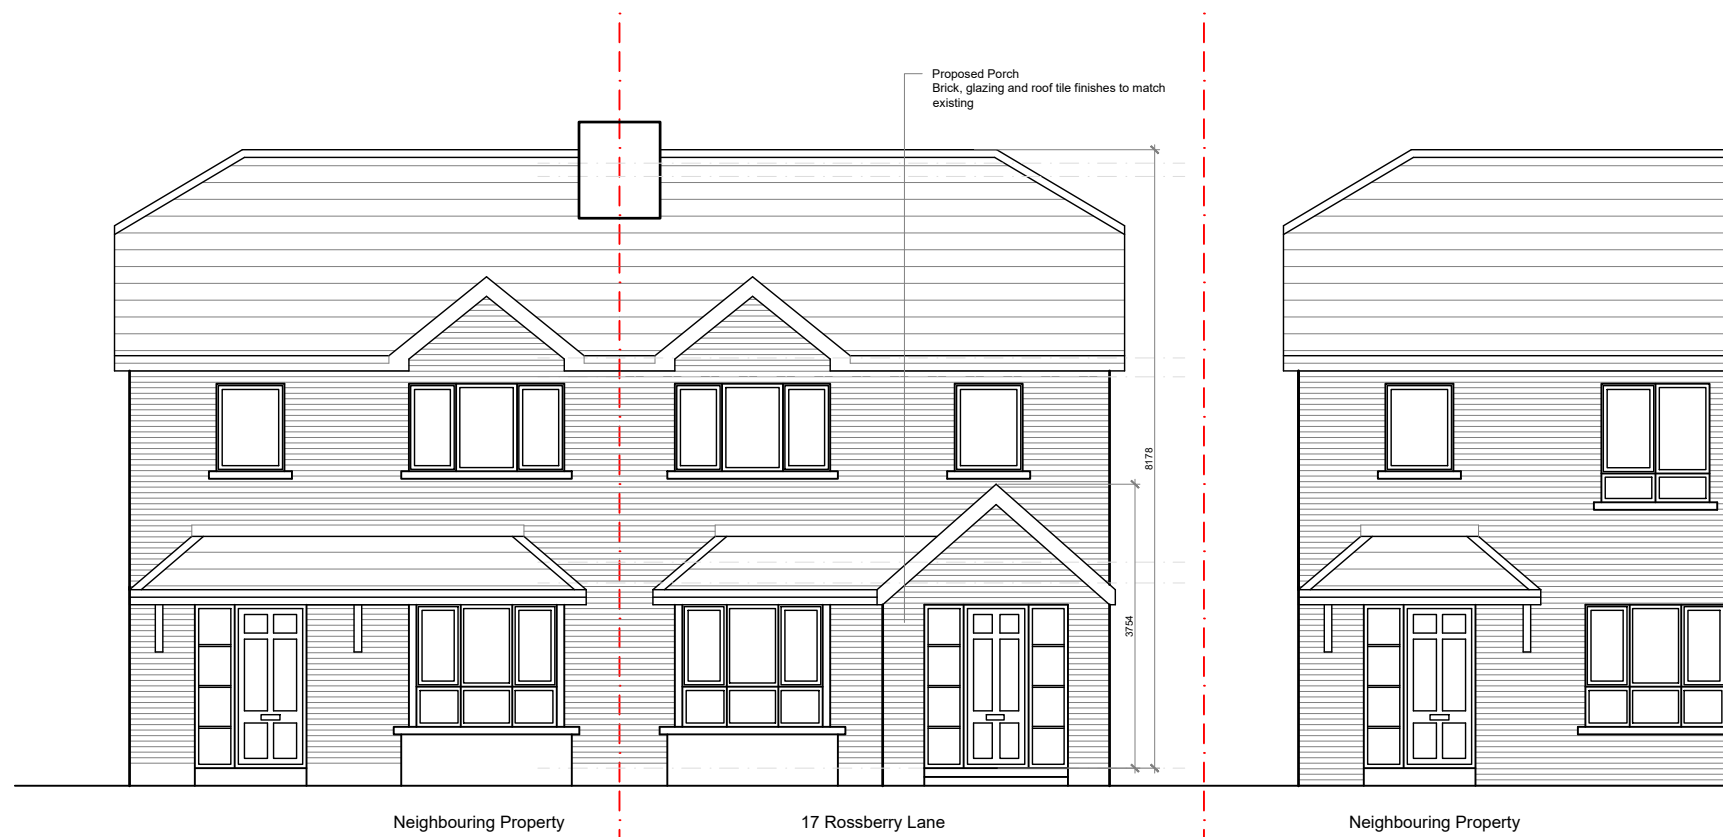 Proposed Porch
Brick, glazing and roof tile finishes to match
existing
8178
3754
Neighbouring Property
17 Rossberry Lane
Neighbouring Property